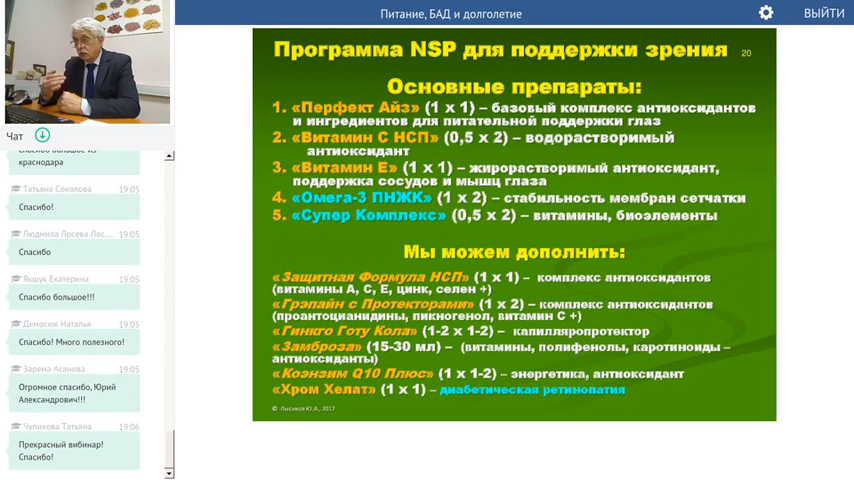 Питание, БАД и долголетие
ВЫЙТИ
Чат
краснодара
Татьяна Соколова 19:05
Спасибо!
Людмила Лосева Лос... 19:05
Спасибо
Якшук Екатерина 19:05
Спасибо большое!!!
Демосюк Наталья 19:05
Спасибо! Много полезного!
Зарема Асанова 19:05
Огромное спасибо, Юрий
Александрович!!!
Чупикова Татьяна 19:06
Прекрасный вибинар!
Спасибо!
Программа NSP для поддержки зрения 20
Основные препараты:
1. «Перфект Айз» (1 х 1) – базовый комплекс антиоксидантов
и ингредиентов для питательной поддержки глаз
2. «Витамин С НСП» (0,5 х 2) – водорастворимый
антиоксидант
3. «Витамин Е» (1 х 1) – жирорастворимый антиоксидант,
поддержка сосудов и мышц глаза
4. «Омега-3 ПНЖК» (1 х 2) – стабильность мембран сетчатки
5. «Супер Комплекс» (0,5 х 2) – витамины, биоэлементы
Мы можем дополнить:
«Защитная Формула НСП» (1 х 1) – комплекс антиоксидантов
(витамины А, С, Е, цинк, селен +)
«Грэпайн с Протекторами» (1 х 2) – комплекс антиоксидантов
(проантоцианидины, пикногенол, витамин С +)
«Гинкго Готу Кола» (1-2 х 1-2) – капилляропротектор
«Замброза» (15-30 мл) – (витамины, полифенолы, каротиноиды –
антиоксиданты)
«Коэнзим Q10 Плюс» (1 х 1-2) – энергетика, антиоксидант
«Хром Хелат» (1 х 1) – диабетическая ретинопатия
© Лысиков Ю.А., 2017